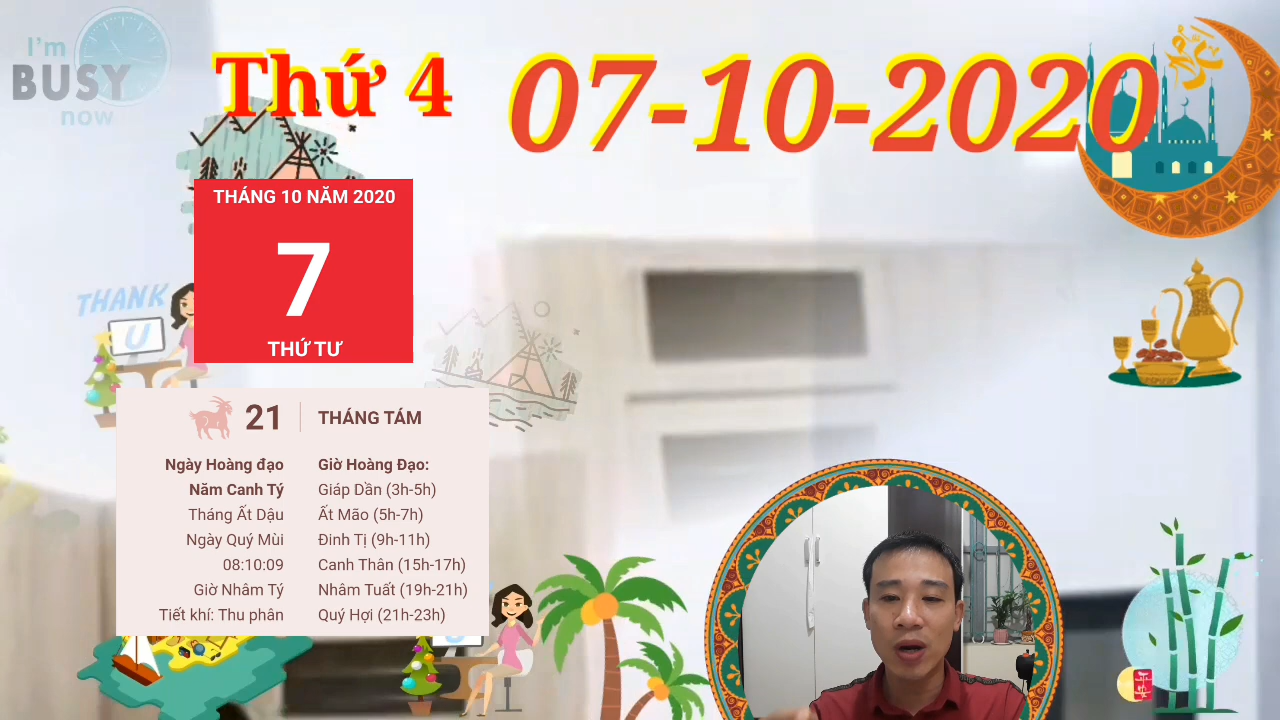 I'm
BUSY
now
Thứ 4 07-10-2020
THÁNG 10 NĂM 2020
7
THỨ TƯ
THANK
U
21 THÁNG TÁM
Ngày Hoàng đạo
Năm Canh Tý
Tháng Ất Dậu
Ngày Quý Mùi
08:10:09
Giờ Nhâm Tý
Tiết khí: Thu phân
Giờ Hoàng Đạo:
Giáp Dần (3h-5h)
Ất Mão (5h-7h)
Đinh Tị (9h-11h)
Canh Thân (15h-17h)
Nhâm Tuất (19h-21h)
Quý Hợi (21h-23h)